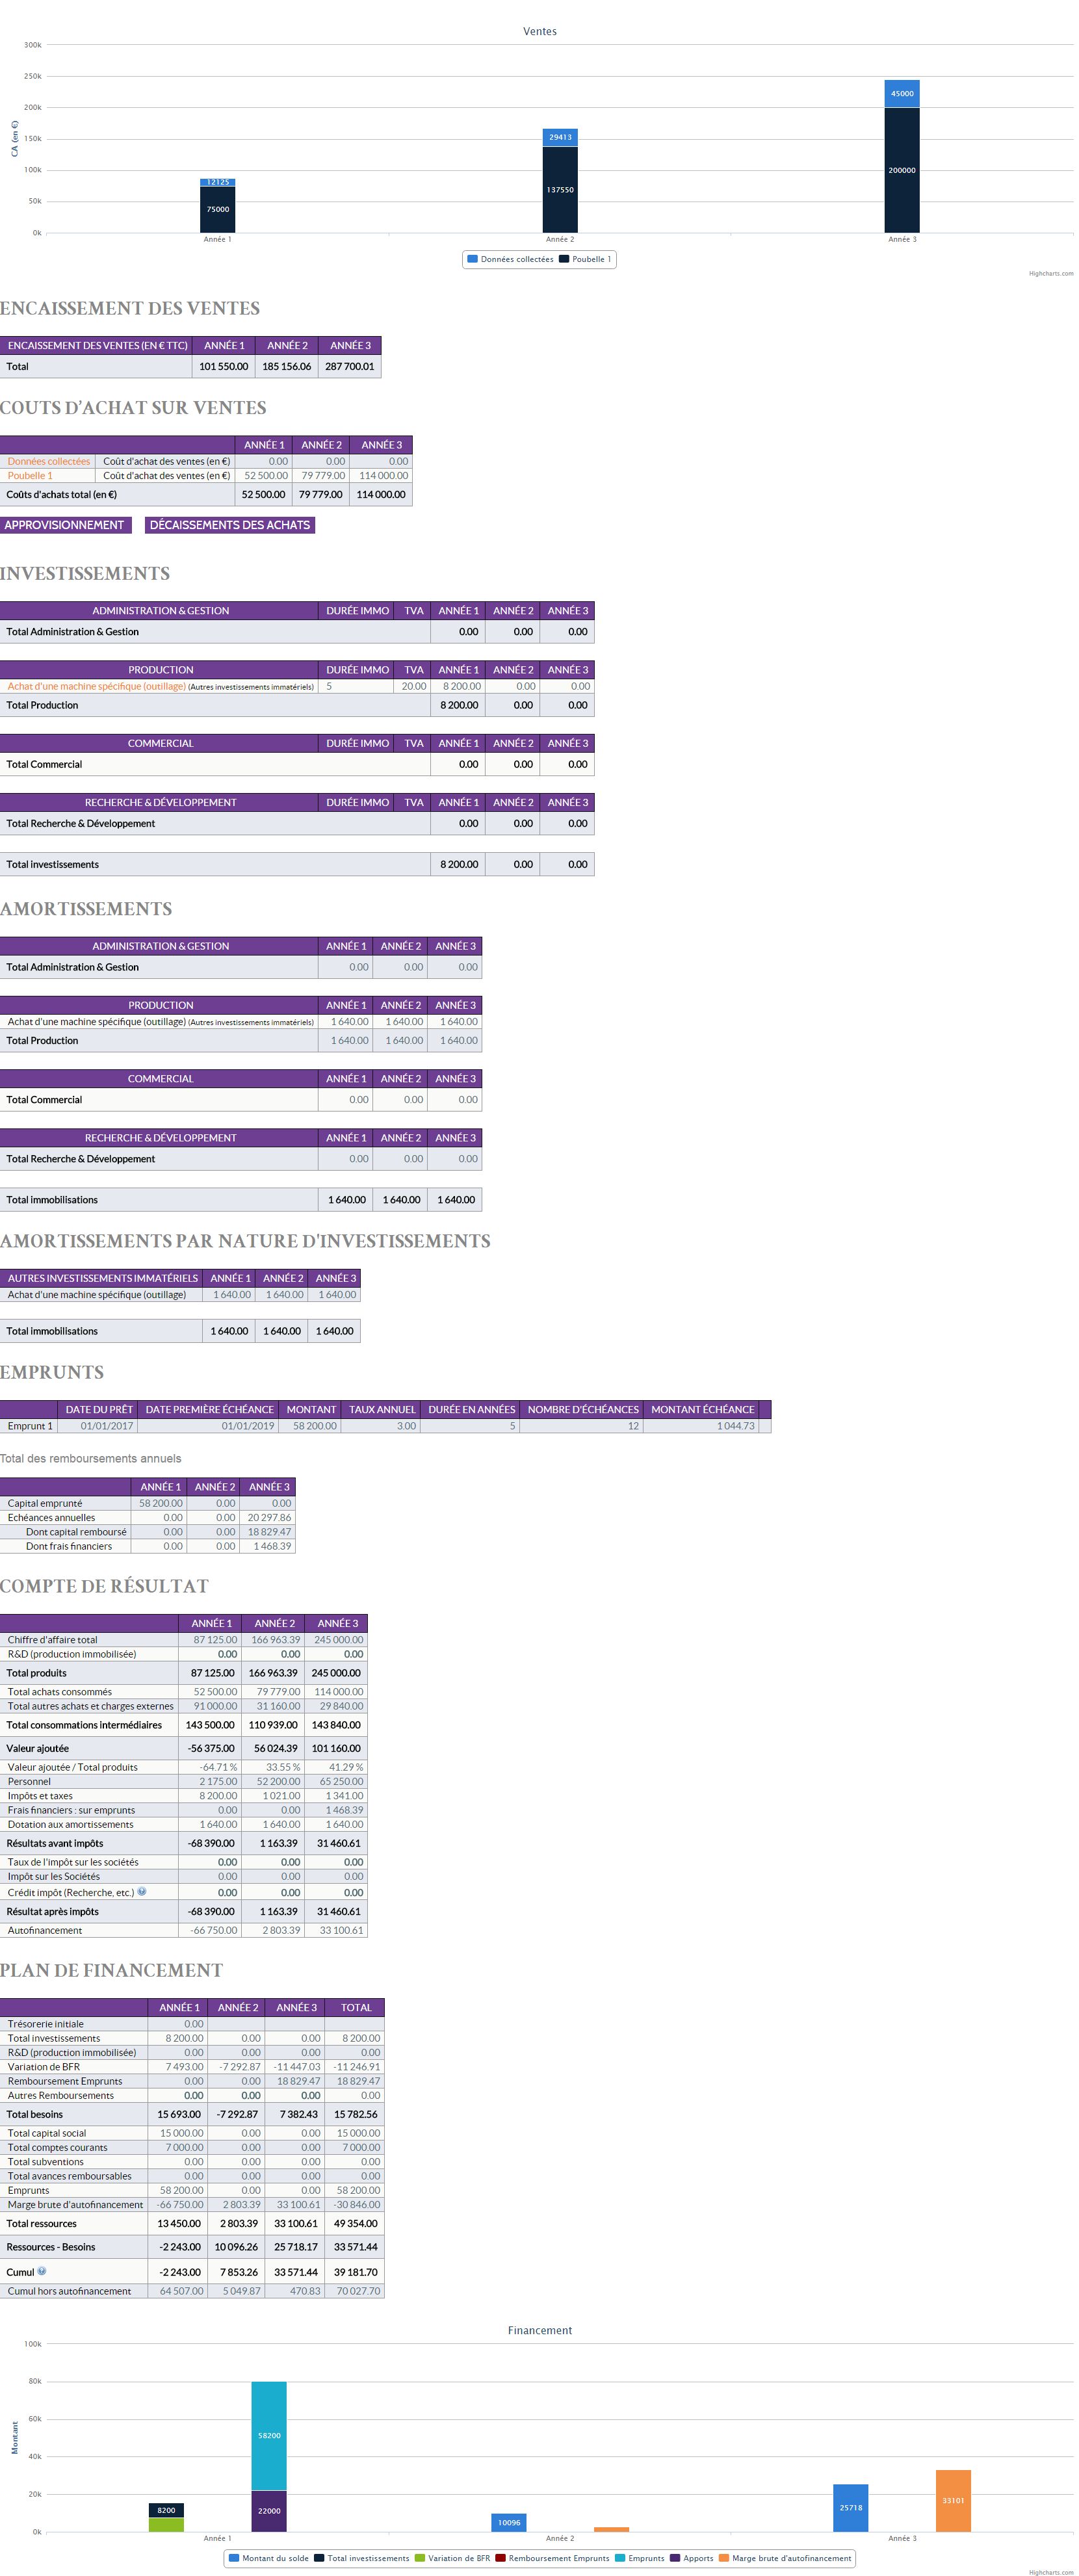 Ventes
300k
250k
200k
150k
100k
50k
0k
CA (en €)
12125
75000
29413
137550
45000
200000
Année 1 Année 2 Année 3
Données collectées Poubelle 1
Highcharts.com
ENCAISSEMENT DES VENTES
ENCAISSEMENT DES VENTES (EN € TTC) ANNÉE 1 ANNÉE 2 ANNÉE 3
Total 101 550.00 185 156.06 287 700.01
COUTS D’ACHAT SUR VENTES
ANNÉE 1 ANNÉE 2 ANNÉE 3
Données collectées Coût d'achat des ventes (en €) 0.00 0.00 0.00
Poubelle 1 Coût d'achat des ventes (en €) 52 500.00 79 779.00 114 000.00
Coûts d'achats total (en €) 52 500.00 79 779.00 114 000.00
APPROVISIONNEMENT DÉCAISSEMENTS DES ACHATS
INVESTISSEMENTS
ADMINISTRATION & GESTION DURÉE IMMO TVA ANNÉE 1 ANNÉE 2 ANNÉE 3
Total Administration & Gestion 0.00 0.00 0.00
PRODUCTION DURÉE IMMO TVA ANNÉE 1 ANNÉE 2 ANNÉE 3
Achat d'une machine spécifique (outillage) (Autres investissements immatériels) 5 20.00 8 200.00 0.00 0.00
Total Production 8 200.00 0.00 0.00
COMMERCIAL DURÉE IMMO TVA ANNÉE 1 ANNÉE 2 ANNÉE 3
Total Commercial 0.00 0.00 0.00
RECHERCHE & DÉVELOPPEMENT DURÉE IMMO TVA ANNÉE 1 ANNÉE 2 ANNÉE 3
Total Recherche & Développement 0.00 0.00 0.00
Total investissements 8 200.00 0.00 0.00
AMORTISSEMENTS
ADMINISTRATION & GESTION ANNÉE 1 ANNÉE 2 ANNÉE 3
Total Administration & Gestion 0.00 0.00 0.00
PRODUCTION ANNÉE 1 ANNÉE 2 ANNÉE 3
Achat d'une machine spécifique (outillage) (Autres investissements immatériels) 1 640.00 1 640.00 1 640.00
Total Production 1 640.00 1 640.00 1 640.00
COMMERCIAL ANNÉE 1 ANNÉE 2 ANNÉE 3
Total Commercial 0.00 0.00 0.00
RECHERCHE & DÉVELOPPEMENT ANNÉE 1 ANNÉE 2 ANNÉE 3
Total Recherche & Développement 0.00 0.00 0.00
Total immobilisations 1 640.00 1 640.00 1 640.00
AMORTISSEMENTS PAR NATURE D'INVESTISSEMENTS
AUTRES INVESTISSEMENTS IMMATÉRIELS ANNÉE 1 ANNÉE 2 ANNÉE 3
Achat d'une machine spécifique (outillage) 1 640.00 1 640.00 1 640.00
Total immobilisations 1 640.00 1 640.00 1 640.00
EMPRUNTS
DATE DU PRÊT DATE PREMIÈRE ÉCHÉANCE MONTANT TAUX ANNUEL DURÉE EN ANNÉES NOMBRE D'ÉCHÉANCES MONTANT ÉCHÉANCE
Emprunt 1 01/01/2017 01/01/2019 58 200.00 3.00 5 12 1 044.73
Total des remboursements annuels
ANNÉE 1 ANNÉE 2 ANNÉE 3
Capital emprunté 58 200.00 0.00 0.00
Echéances annuelles 0.00 0.00 20 297.86
Dont capital remboursé 0.00 0.00 18 829.47
Dont frais financiers 0.00 0.00 1 468.39
COMPTE DE RÉSULTAT
ANNÉE 1 ANNÉE 2 ANNÉE 3
Chiffre d'affaire total 87 125.00 166 963.39 245 000.00
R&D (production immobilisée) 0.00 0.00 0.00
Total produits 87 125.00 166 963.39 245 000.00
Total achats consommés 52 500.00 79 779.00 114 000.00
Total autres achats et charges externes 91 000.00 31 160.00 29 840.00
Total consommations intermédiaires 143 500.00 110 939.00 143 840.00
Valeur ajoutée -56 375.00 56 024.39 101 160.00
Valeur ajoutée / Total produits -64.71 % 33.55 % 41.29 %
Personnel 2 175.00 52 200.00 65 250.00
Impôts et taxes 8 200.00 1 021.00 1 341.00
Frais financiers : sur emprunts 0.00 0.00 1 468.39
Dotation aux amortissements 1 640.00 1 640.00 1 640.00
Résultats avant impôts -68 390.00 1 163.39 31 460.61
Taux de l'impôt sur les sociétés 0.00 0.00 0.00
Impôt sur les Sociétés 0.00 0.00 0.00
Crédit impôt (Recherche, etc.) 0.00 0.00 0.00
Résultat après impôts -68 390.00 1 163.39 31 460.61
Autofinancement -66 750.00 2 803.39 33 100.61
PLAN DE FINANCEMENT
ANNÉE 1 ANNÉE 2 ANNÉE 3 TOTAL
Trésorerie initiale 0.00
Total investissements 8 200.00 0.00 0.00 8 200.00
R&D (production immobilisée) 0.00 0.00 0.00 0.00
Variation de BFR 7 493.00 -7 292.87 -11 447.03 -11 246.91
Remboursement Emprunts 0.00 0.00 18 829.47 18 829.47
Autres Remboursements 0.00 0.00 0.00 0.00
Total besoins 15 693.00 -7 292.87 7 382.43 15 782.56
Total capital social 15 000.00 0.00 0.00 15 000.00
Total comptes courants 7 000.00 0.00 0.00 7 000.00
Total subventions 0.00 0.00 0.00 0.00
Total avances remboursables 0.00 0.00 0.00 0.00
Emprunts 58 200.00 0.00 0.00 58 200.00
Marge brute d'autofinancement -66 750.00 2 803.39 33 100.61 -30 846.00
Total ressources 13 450.00 2 803.39 33 100.61 49 354.00
Ressources - Besoins -2 243.00 10 096.26 25 718.17 33 571.44
Cumul -2 243.00 7 853.26 33 571.44 39 181.70
Cumul hors autofinancement 64 507.00 5 049.87 470.83 70 027.70
Financement
100k
80k
60k
40k
20k
0k
Montant
8200
58200
22000
10096
25718
33101
Année 1 Année 2 Année 3
Montant du solde Total investissements Variation de BFR Remboursement Emprunts Emprunts Apports Marge brute d'autofinancement
Highcharts.com